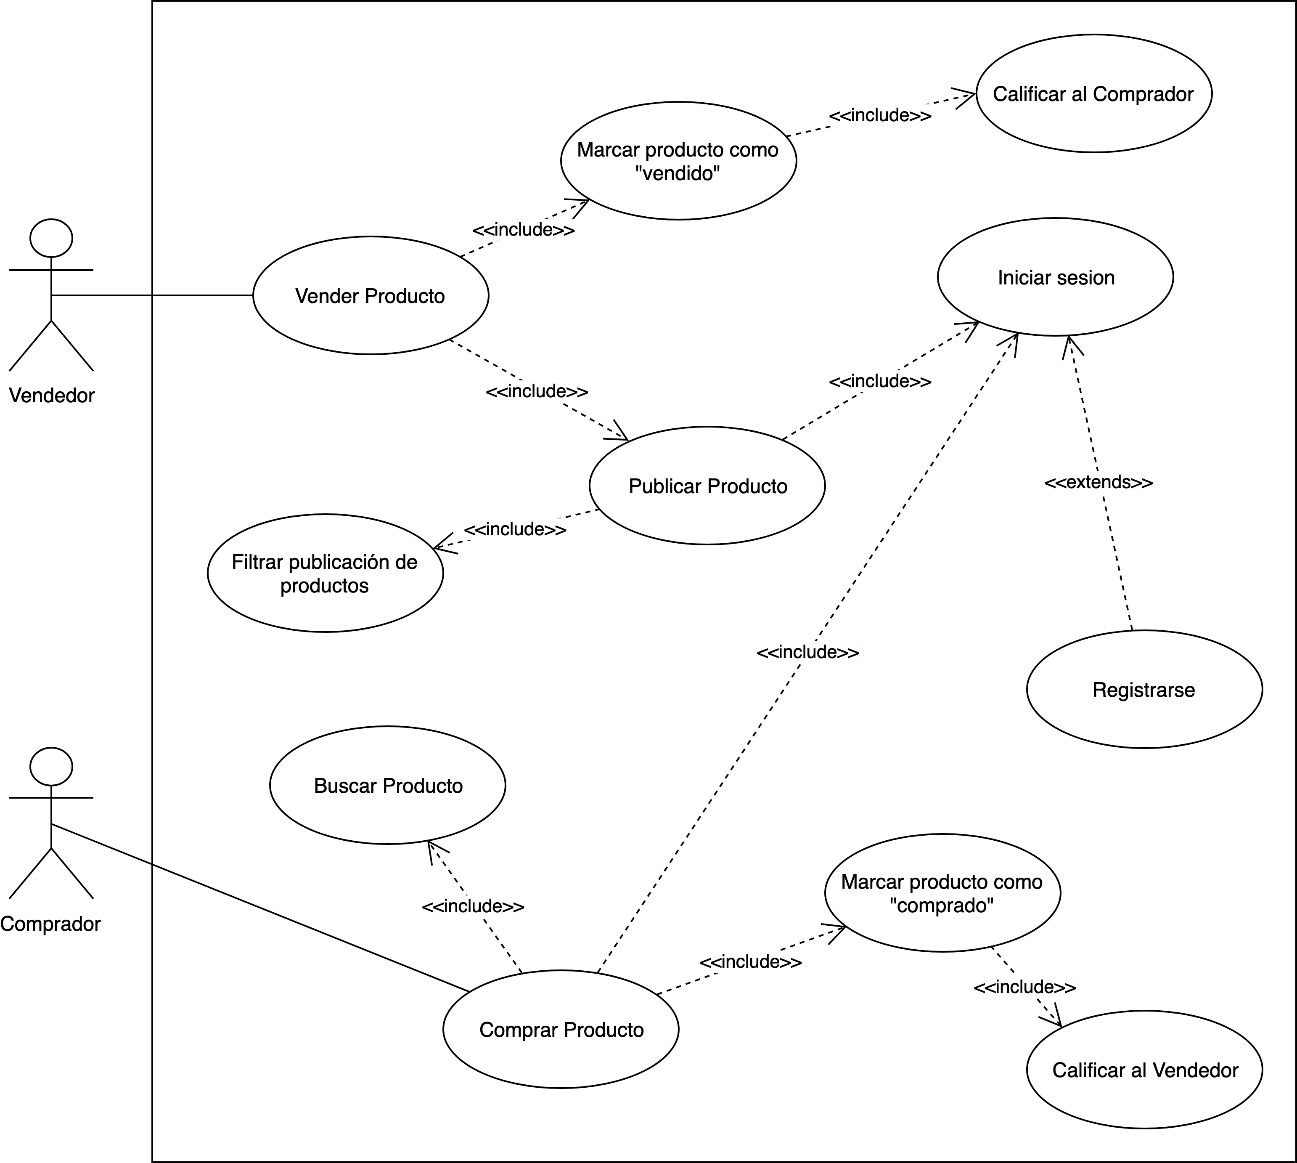 Calificar al Comprador
<<include>>
Marcar producto como
"vendido"
<<include>>
Vender Producto
Iniciar sesion
Vendedor
<<include>>
<<include>>
Publicar Producto
<<extends>>
<<include>>
Filtrar publicación de
productos
<<include>>
Registrarse
Buscar Producto
Comprador
<<include>>
Marcar producto como
"comprado"
<<include>>
<<include>>
Comprar Producto
Calificar al Vendedor